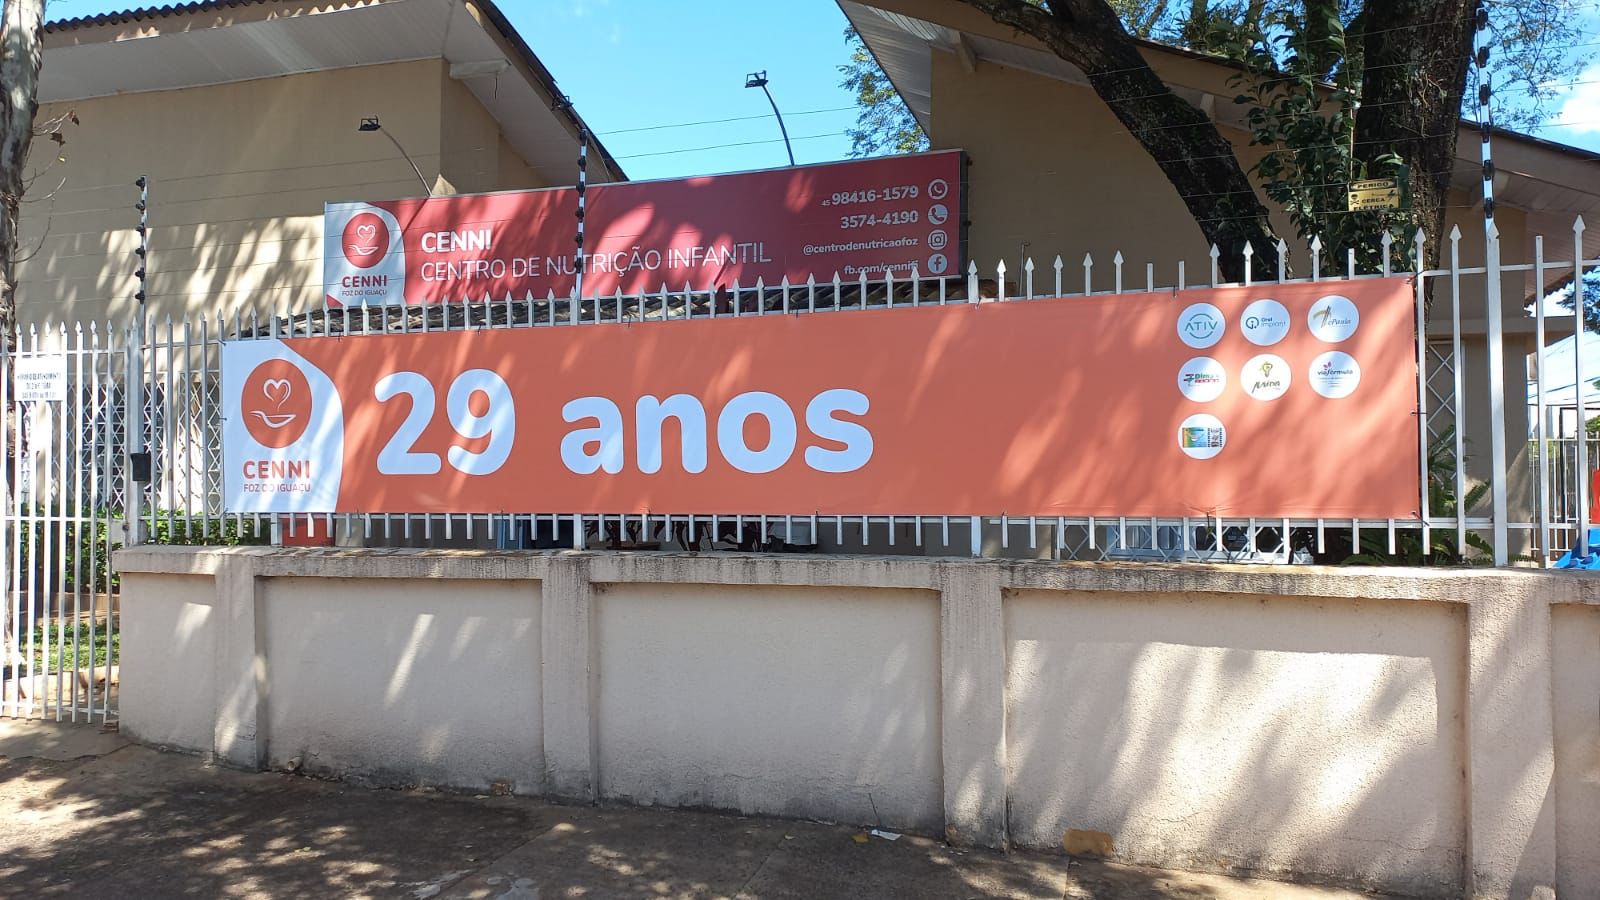 45 98416-1579
3574-4190
@centrodenutricaofoz
fb.com/cennifi
CENNI
CENTRO DE NUTRIÇÃO INFANTIL
CENNI
FOZ DO IGUAÇU
PERIGO
CERCA
ELÉTRICA
29 anos
CENNI
FOZ DO IGUAÇU
ATIV
Oral
Implant
viafórmula